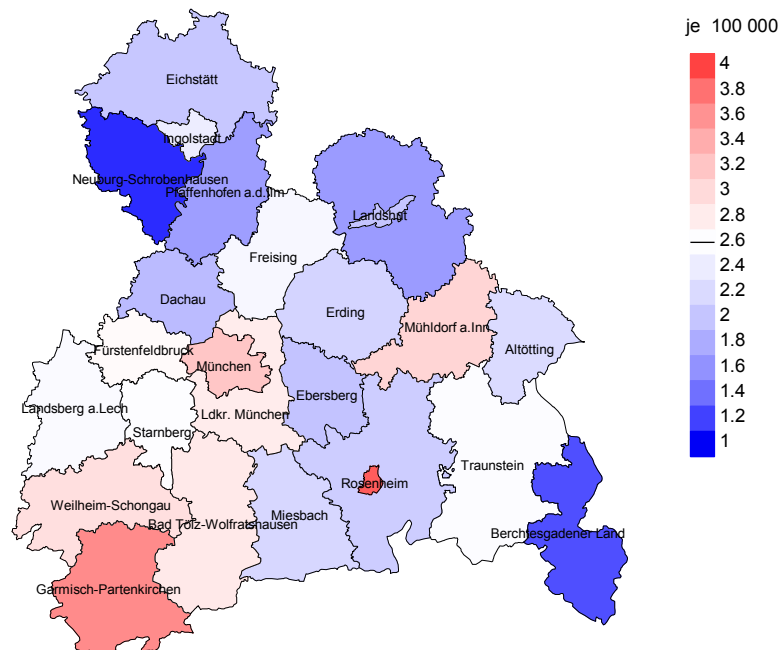 je 100 000
4
3.8
3.6
3.4
3.2
3
2.8
2.6
2.4
2.2
2
1.8
1.6
1.4
1.2
1
Eichstätt
Ingolstadt
Neuburg-Schrobenhausen
Pfaffenhofen a.d.Ilm
Landshut
Freising
Dachau
Erding
Mühldorf a.Inn
Altötting
Fürstenfeldbruck
München
Ebersberg
Landsberg a.Lech
Ldkr. München
Starnberg
Traunstein
Rosenheim
Weilheim-Schongau
Miesbach
Bad Tölz-Wolfratshausen
Berchtesgadener Land
Garmisch-Partenkirchen